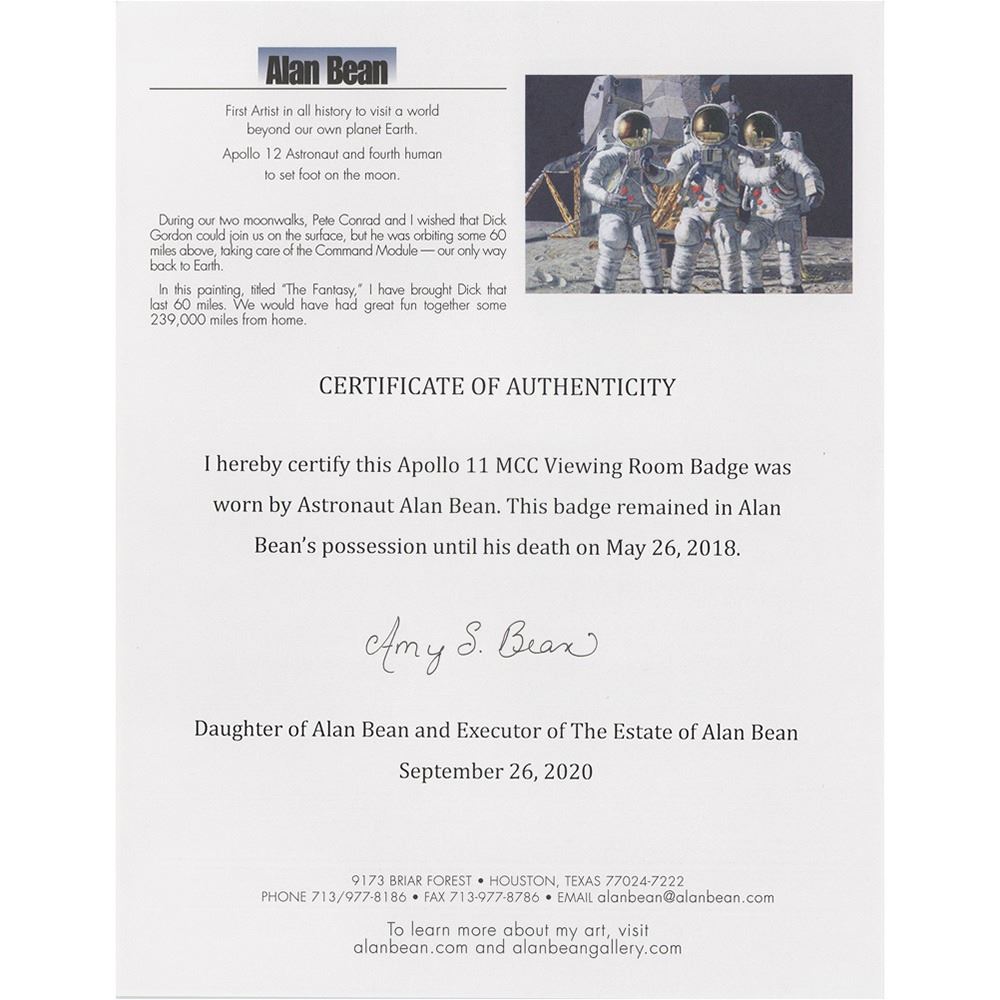 Alan Bean
First Artist in all history to visit a world
beyond our own planet Earth.
Apollo 12 Astronaut and fourth human
to set foot on the moon.
During our two moonwalks, Pete Conrad and I wished that Dick
Gordon could join us on the surface, but he was orbiting some 60
miles above, taking care of the Command Module — our only way
back to Earth.
In this painting, titled "The Fantasy," I have brought Dick that
last 60 miles. We would have had great fun together some
239,000 miles from home.
CERTIFICATE OF AUTHENTICITY
I hereby certify this Apollo 11 MCC Viewing Room Badge was
worn by Astronaut Alan Bean. This badge remained in Alan
Bean's possession until his death on May 26, 2018.
Amy S. Bean
Daughter of Alan Bean and Executor of The Estate of Alan Bean
September 26, 2020
9173 BRIAR FOREST • HOUSTON, TEXAS 77024-7222
PHONE 713/977-8186 • FAX 713-977-8786 • EMAIL alanbean@alanbean.com
To learn more about my art, visit
alanbean.com and alanbeangallery.com